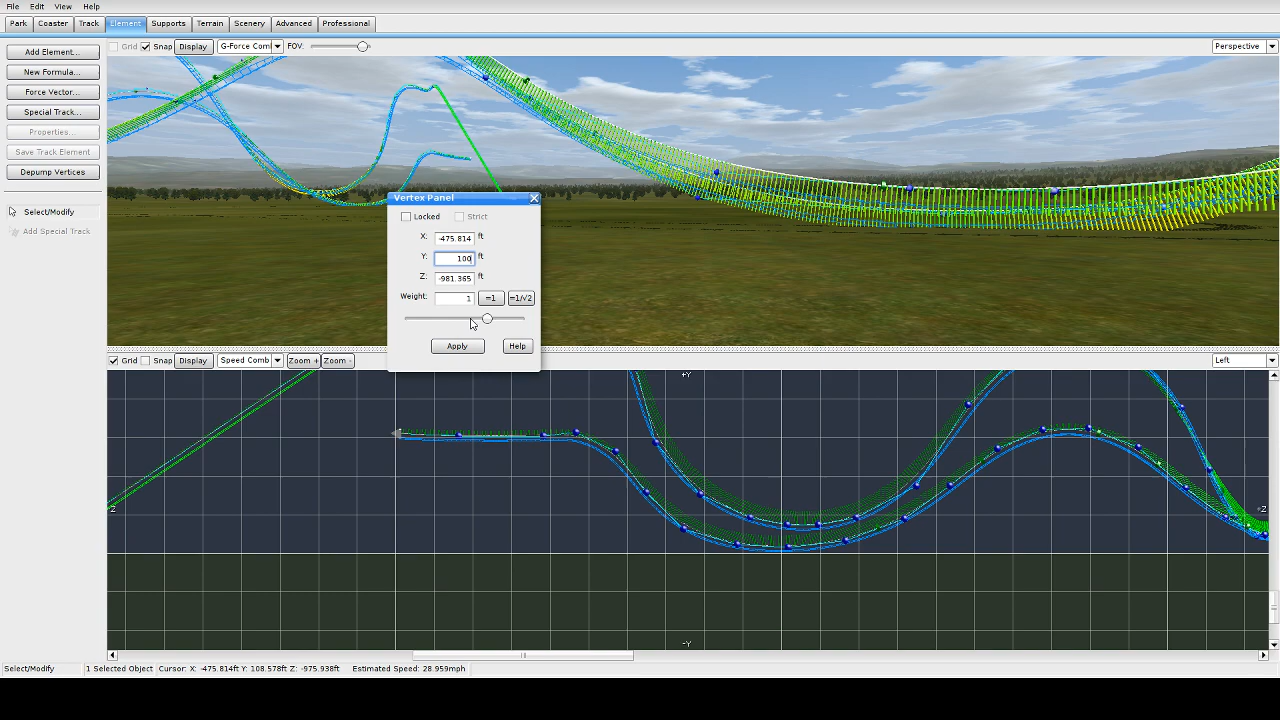 File Edit View Help
Park Coaster Track Element Supports Terrain Scenery Advanced Professional
Grid Snap Display G-Force Com FOV: Perspective
Add Element...
New Formula...
Force Vector...
Special Track...
Properties...
Save Track Element
Depump Vertices
Select/Modify
Add Special Track
Vertex Panel
Locked Strict
X: -475.814 ft
Y: 100 ft
Z: -981.365 ft
Weight: 1 =1 =1/√2
Apply Help
Grid Snap Display Speed Comb Zoom + Zoom - Left
+Y
-Z +Z
-Y
Select/Modify 1 Selected Object Cursor: X: -475.814ft Y: 108.578ft Z: -975.938ft Estimated Speed: 28.959mph